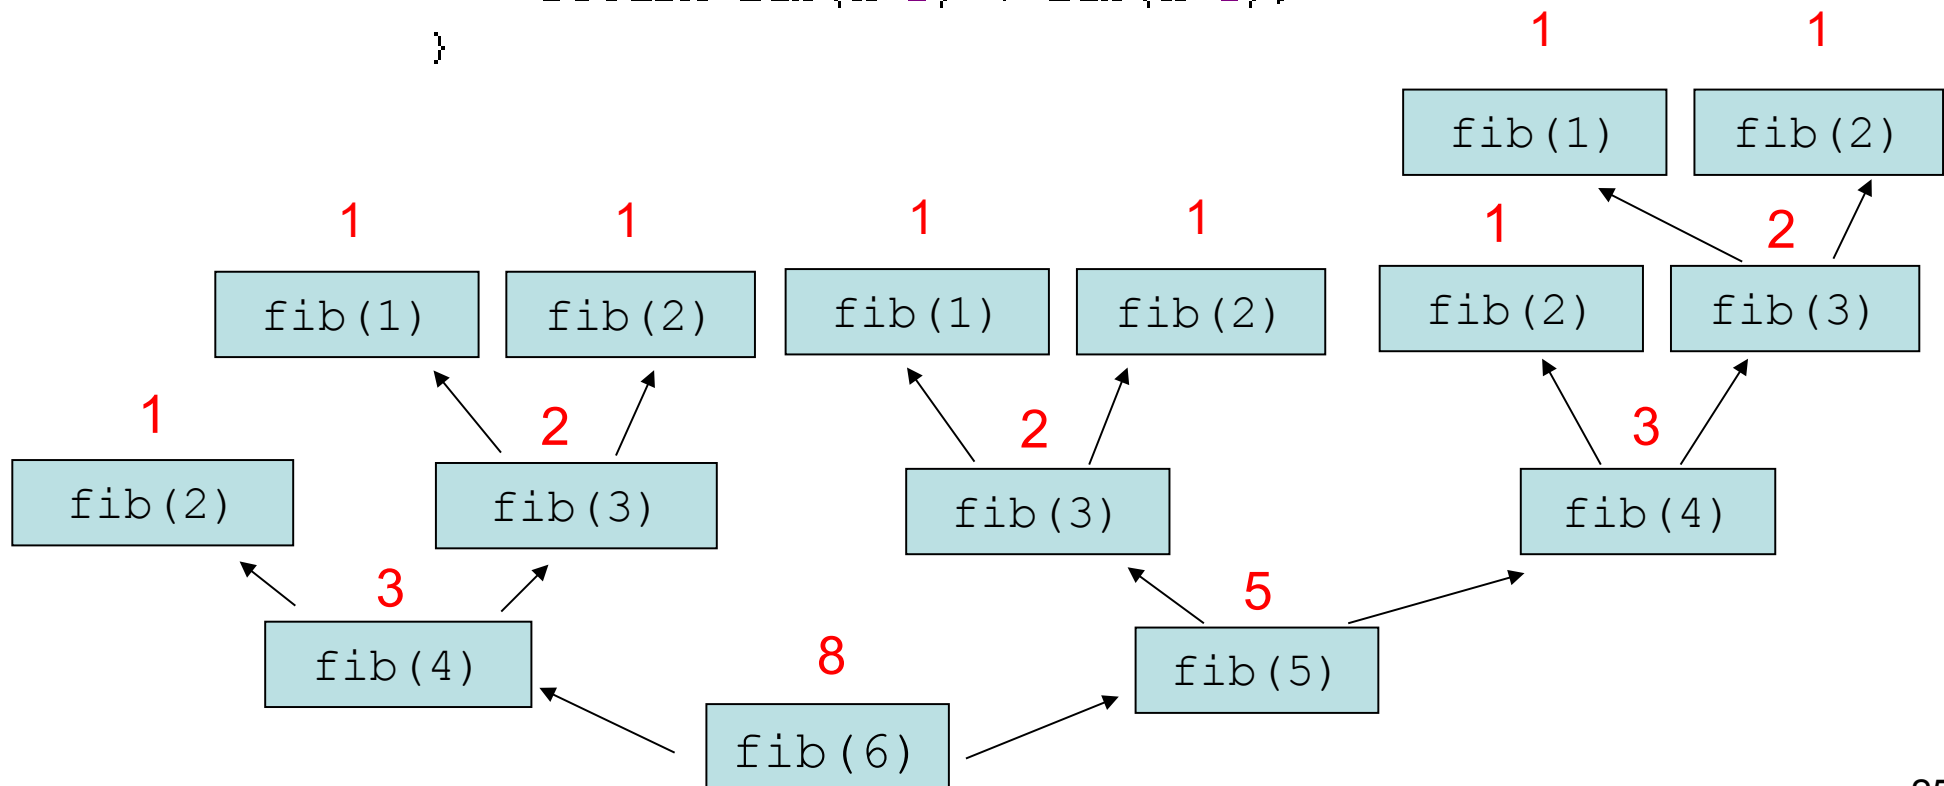 }
1 1
fib(1) fib(2)
1 1 1 1 1 2
fib(1) fib(2) fib(1) fib(2) fib(2) fib(3)
1 2 2 3
fib(2) fib(3) fib(3) fib(4)
3 5
fib(4) fib(5)
8
fib(6)